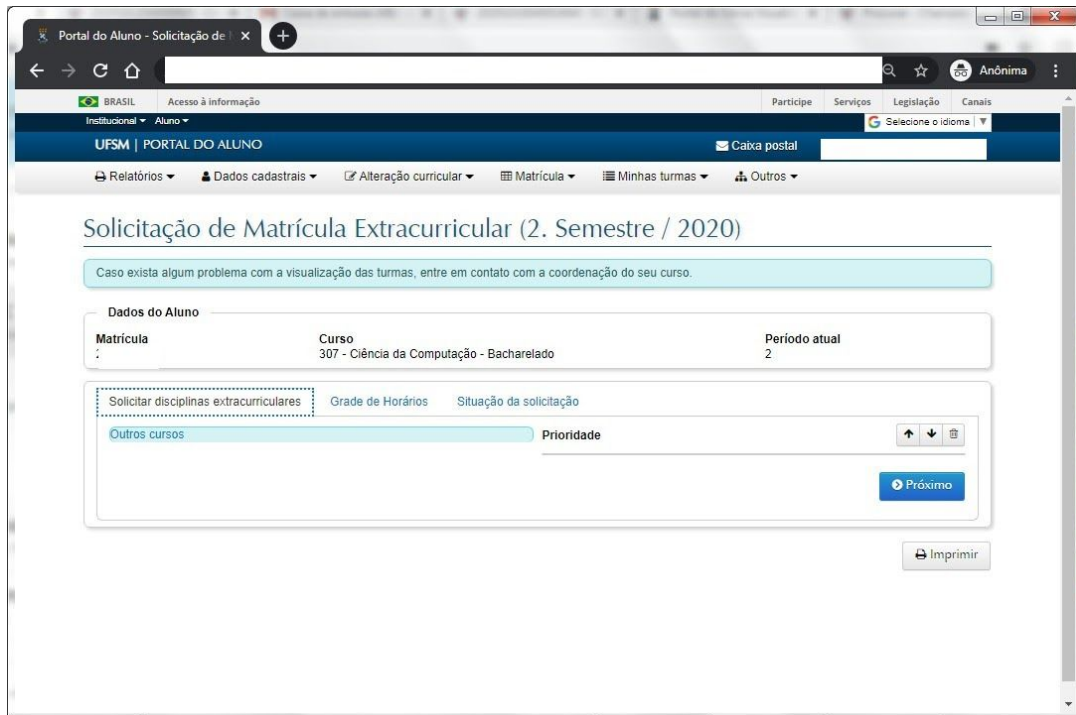 Portal do Aluno - Solicitação de
Anônima
BRASIL Acesso à informação Participe Serviços Legislação Canais
Institucional Aluno Selecione o idioma
UFSM | PORTAL DO ALUNO Caixa postal
Relatórios Dados cadastrais Alteração curricular Matrícula Minhas turmas Outros
Solicitação de Matrícula Extracurricular (2. Semestre / 2020)
Caso exista algum problema com a visualização das turmas, entre em contato com a coordenação do seu curso.
Dados do Aluno
Matrícula Curso Período atual
307 - Ciência da Computação - Bacharelado 2
Solicitar disciplinas extracurriculares Grade de Horários Situação da solicitação
Outros cursos Prioridade
Próximo
Imprimir